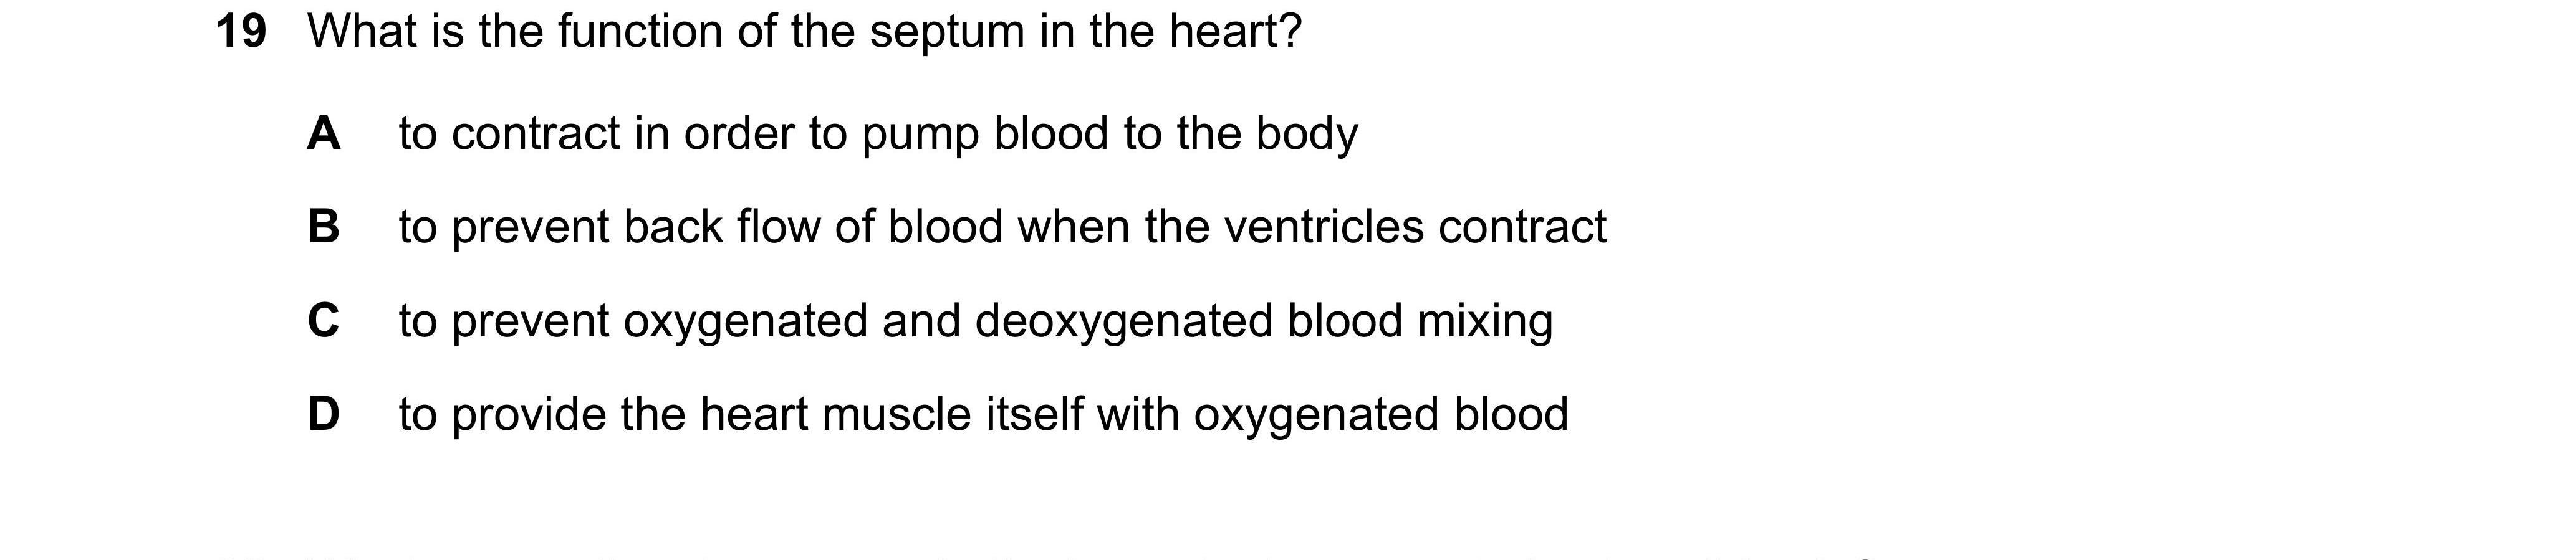 19 What is the function of the septum in the heart?
A to contract in order to pump blood to the body
B to prevent back flow of blood when the ventricles contract
C to prevent oxygenated and deoxygenated blood mixing
D to provide the heart muscle itself with oxygenated blood